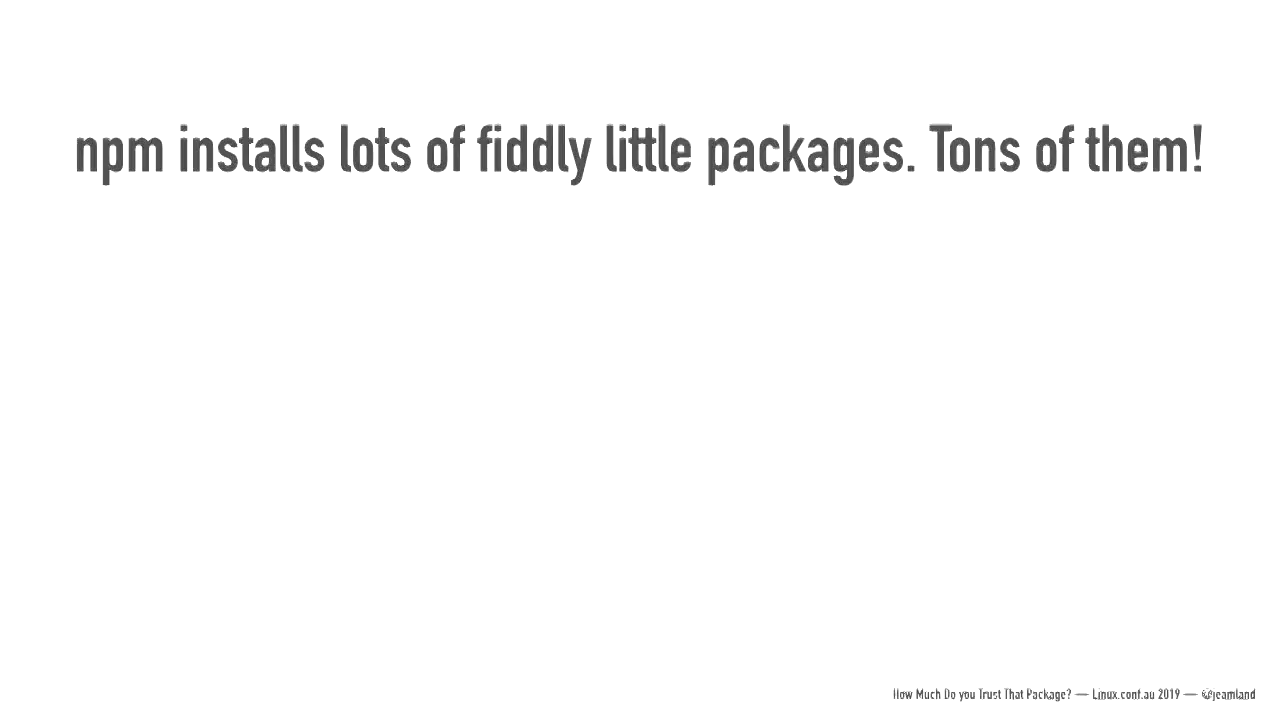 npm installs lots of fiddly little packages. Tons of them!
How Much Do you Trust That Package? — Linux.conf.au 2019 — @jeamland